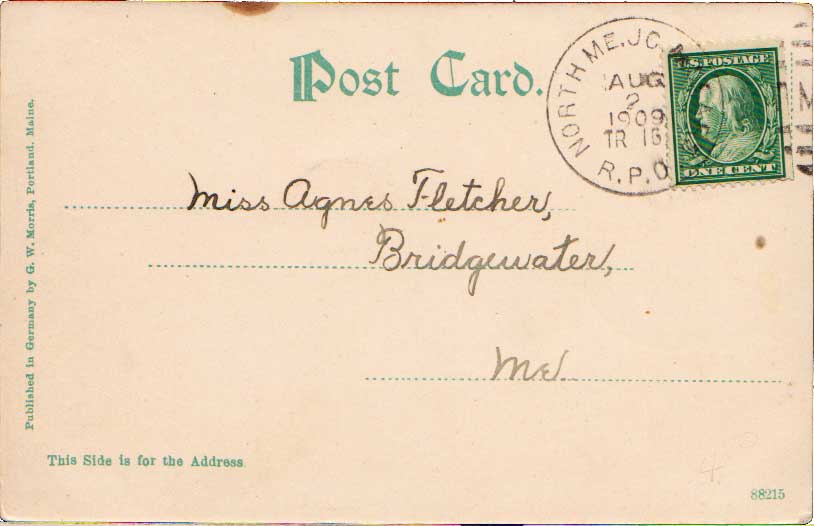 Post Card.
NORTH ME. JC.
AUG
2
1909
TR 16
R.P.O
U.S. POSTAGE
ONE CENT
Miss Agnes Fletcher,
Bridgewater,
Me.
Published in Germany by G. W. Morris, Portland, Maine.
This Side is for the Address
88215